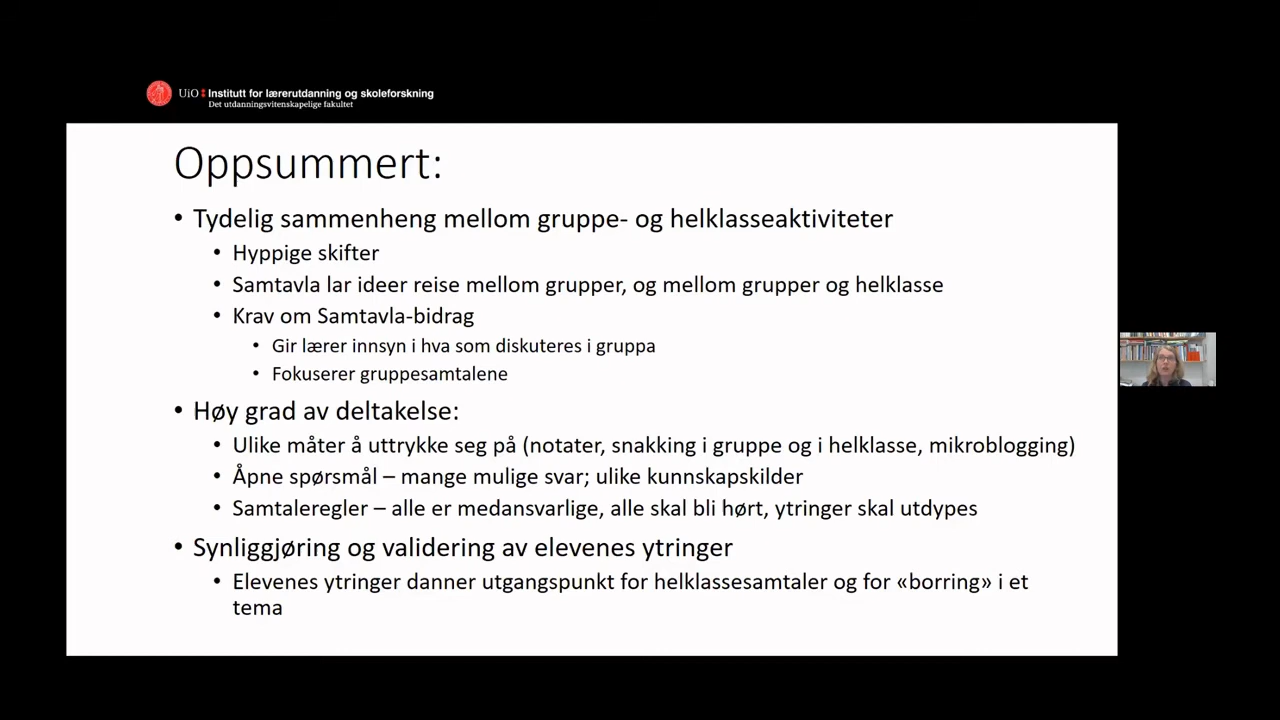 UiO Institutt for lærerutdanning og skoleforskning
Det utdanningsvitenskapelige fakultet
Oppsummert:
• Tydelig sammenheng mellom gruppe- og helklasseaktiviteter
• Hyppige skifter
• Samtavla lar ideer reise mellom grupper, og mellom grupper og helklasse
• Krav om Samtavla-bidrag
• Gir lærer innsyn i hva som diskuteres i gruppa
• Fokuserer gruppesamtalene
• Høy grad av deltakelse:
• Ulike måter å uttrykke seg på (notater, snakking i gruppe og i helklasse, mikroblogging)
• Åpne spørsmål – mange mulige svar; ulike kunnskapskilder
• Samtaleregler – alle er medansvarlige, alle skal bli hørt, ytringer skal utdypes
• Synliggjøring og validering av elevenes ytringer
• Elevenes ytringer danner utgangspunkt for helklassesamtaler og for «borring» i et
tema